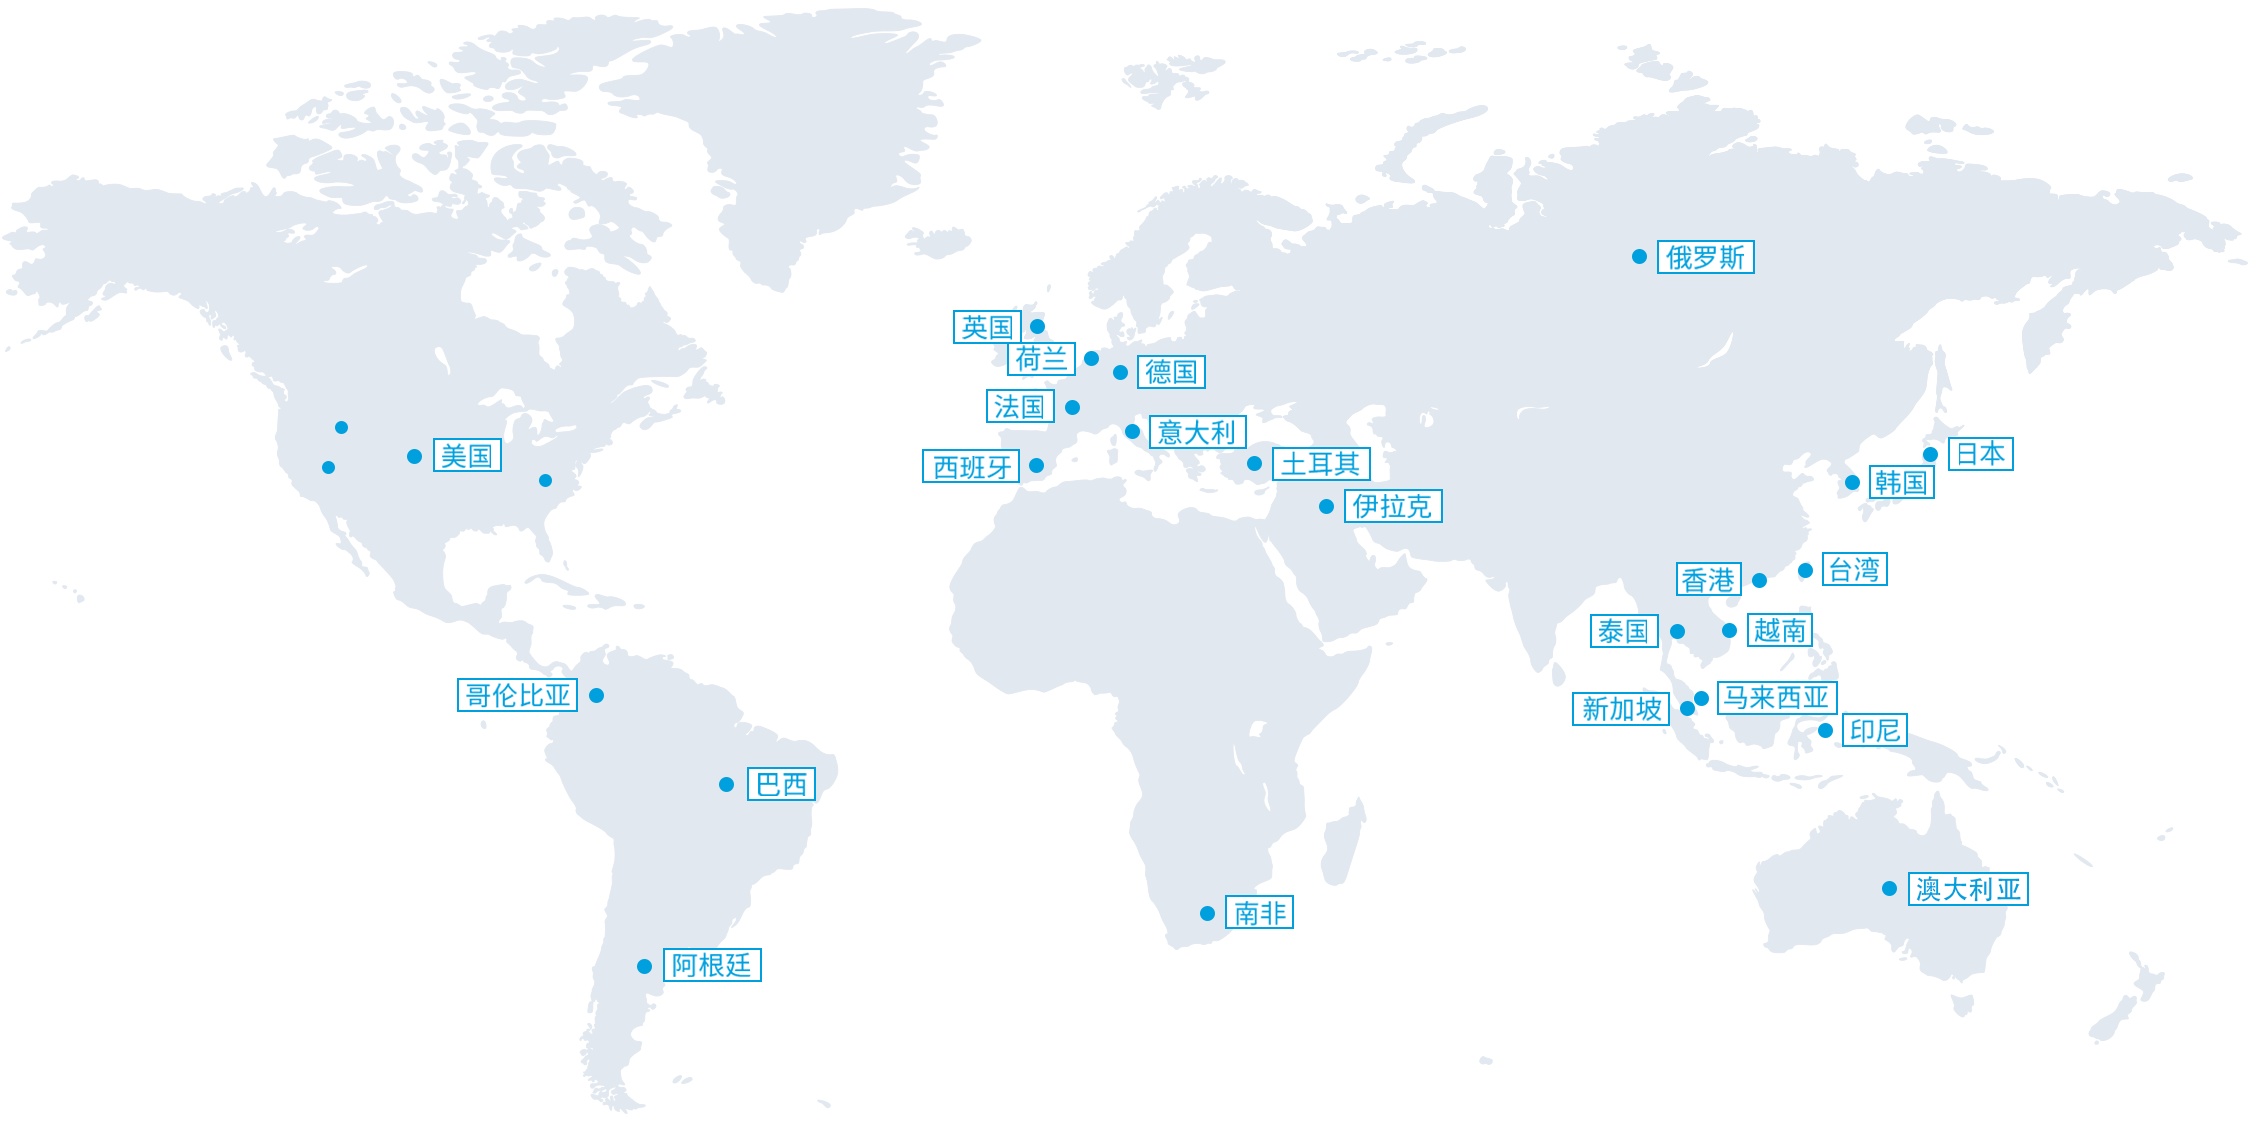 俄罗斯
英国
荷兰
德国
法国
意大利
美国
西班牙
土耳其
日本
韩国
伊拉克
台湾
香港
泰国
越南
哥伦比亚
马来西亚
新加坡
印尼
巴西
澳大利亚
南非
阿根廷